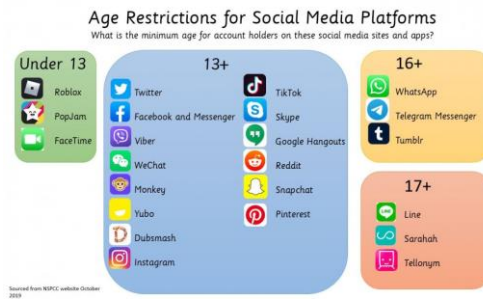 Age Restrictions for Social Media Platforms
What is the minimum age for account holders on these social media sites and apps?
Under 13
Roblox
PopJam
FaceTime
13+
Twitter
Facebook and Messenger
Viber
WeChat
Monkey
Yubo
Dubsmash
Instagram
TikTok
Skype
Google Hangouts
Reddit
Snapchat
Pinterest
16+
WhatsApp
Telegram Messenger
Tumblr
17+
Line
Sarahah
Tellonym
Sourced from NSPCC website October
2019